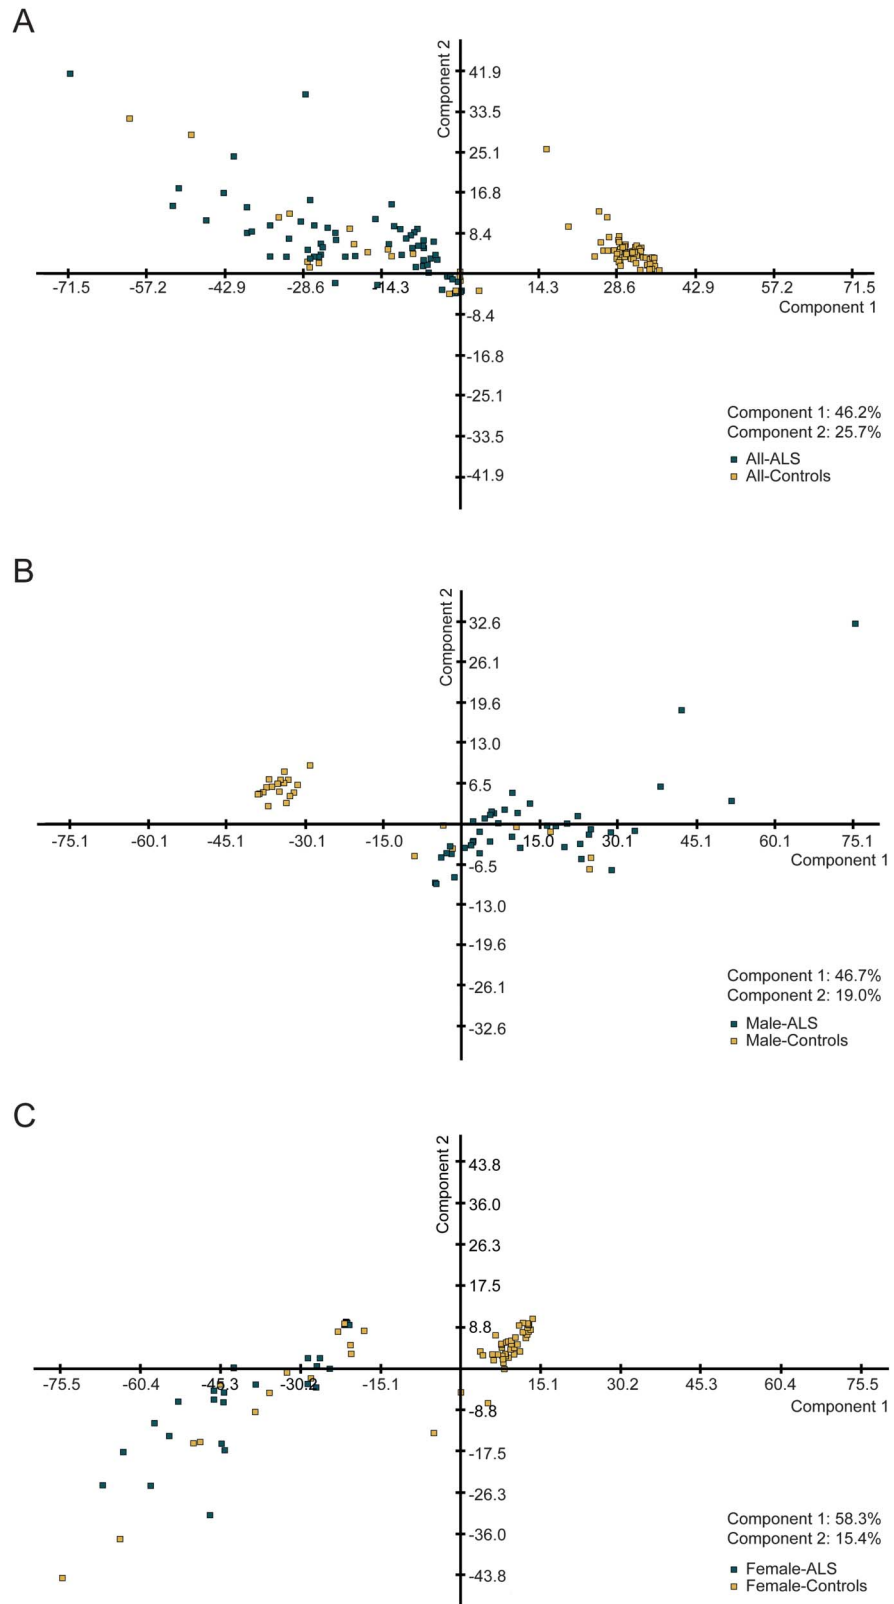 A
Component 2
41.9
33.5
25.1
16.8
8.4
-71.5 -57.2 -42.9 -28.6 -14.3 14.3 28.6 42.9 57.2 71.5
Component 1
-8.4
-16.8
-25.1
-33.5
-41.9
Component 1: 46.2%
Component 2: 25.7%
All-ALS
All-Controls
B
Component 2
32.6
26.1
19.6
13.0
6.5
-75.1 -60.1 -45.1 -30.1 -15.0 15.0 30.1 45.1 60.1 75.1
Component 1
-6.5
-13.0
-19.6
-26.1
-32.6
Component 1: 46.7%
Component 2: 19.0%
Male-ALS
Male-Controls
C
Component 2
43.8
36.0
26.3
17.5
8.8
-75.5 -60.4 -45.3 -30.2 -15.1 15.1 30.2 45.3 60.4 75.5
Component 1
-8.8
-17.5
-26.3
-36.0
-43.8
Component 1: 58.3%
Component 2: 15.4%
Female-ALS
Female-Controls